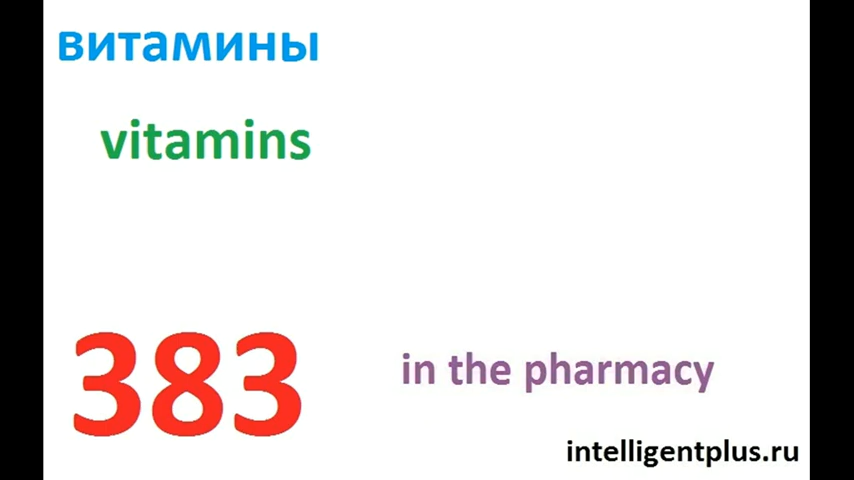 витамины
vitamins
383
in the pharmacy
intelligentplus.ru